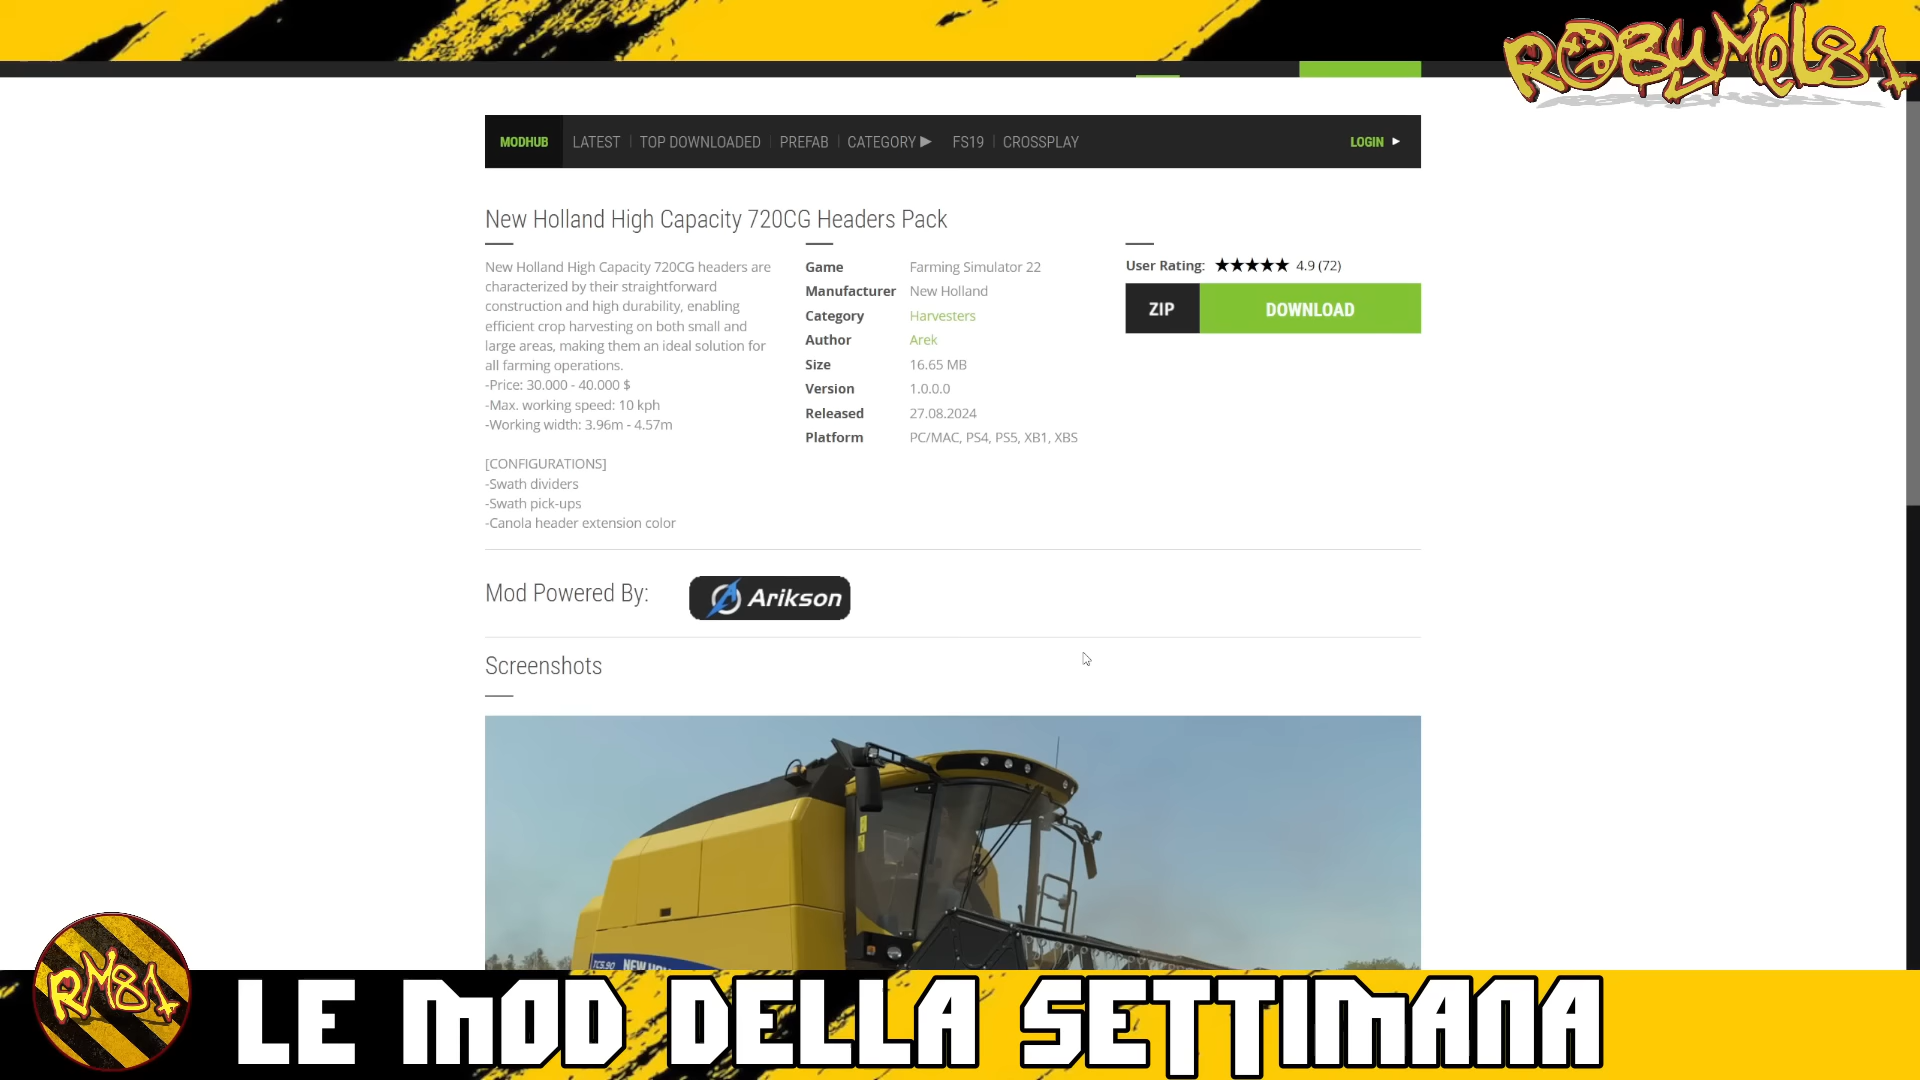 RObYMel81
MODHUB LATEST TOP DOWNLOADED PREFAB CATEGORY ▶ FS19 CROSSPLAY LOGIN ►
New Holland High Capacity 720CG Headers Pack
New Holland High Capacity 720CG headers are
characterized by their straightforward
construction and high durability, enabling
efficient crop harvesting on both small and
large areas, making them an ideal solution for
all farming operations.
-Price: 30.000 - 40.000 $
-Max. working speed: 10 kph
-Working width: 3.96m - 4.57m
[CONFIGURATIONS]
-Swath dividers
-Swath pick-ups
-Canola header extension color
Game Farming Simulator 22
Manufacturer New Holland
Category Harvesters
Author Arek
Size 16.65 MB
Version 1.0.0.0
Released 27.08.2024
Platform PC/MAC, PS4, PS5, XB1, XBS
User Rating: ★★★★★ 4.9 (72)
ZIP DOWNLOAD
Mod Powered By: Arikson
Screenshots
TC5.90 NEW HOLL
RM81
LE MOD DELLA SETTIMANA